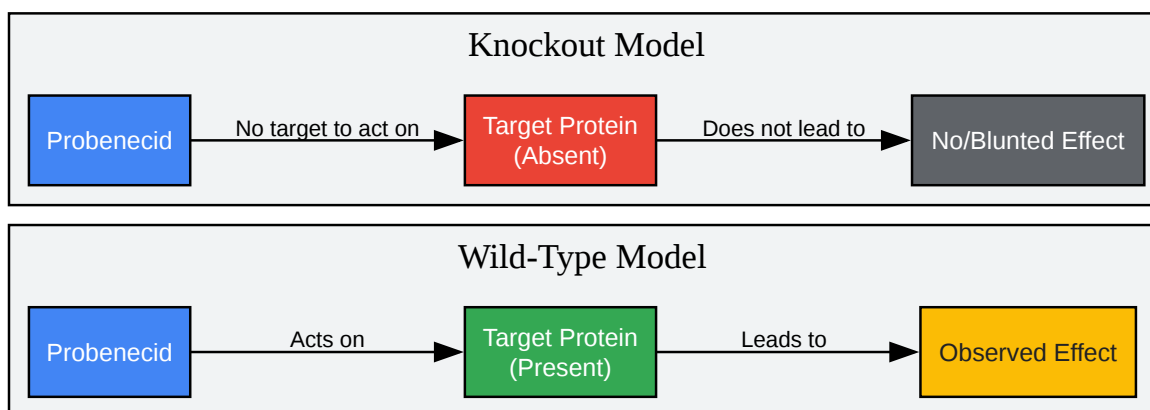 Knockout Model
Probenecid
No target to act on
Target Protein
(Absent)
Does not lead to
No/Blunted Effect
Wild-Type Model
Probenecid
Acts on
Target Protein
(Present)
Leads to
Observed Effect